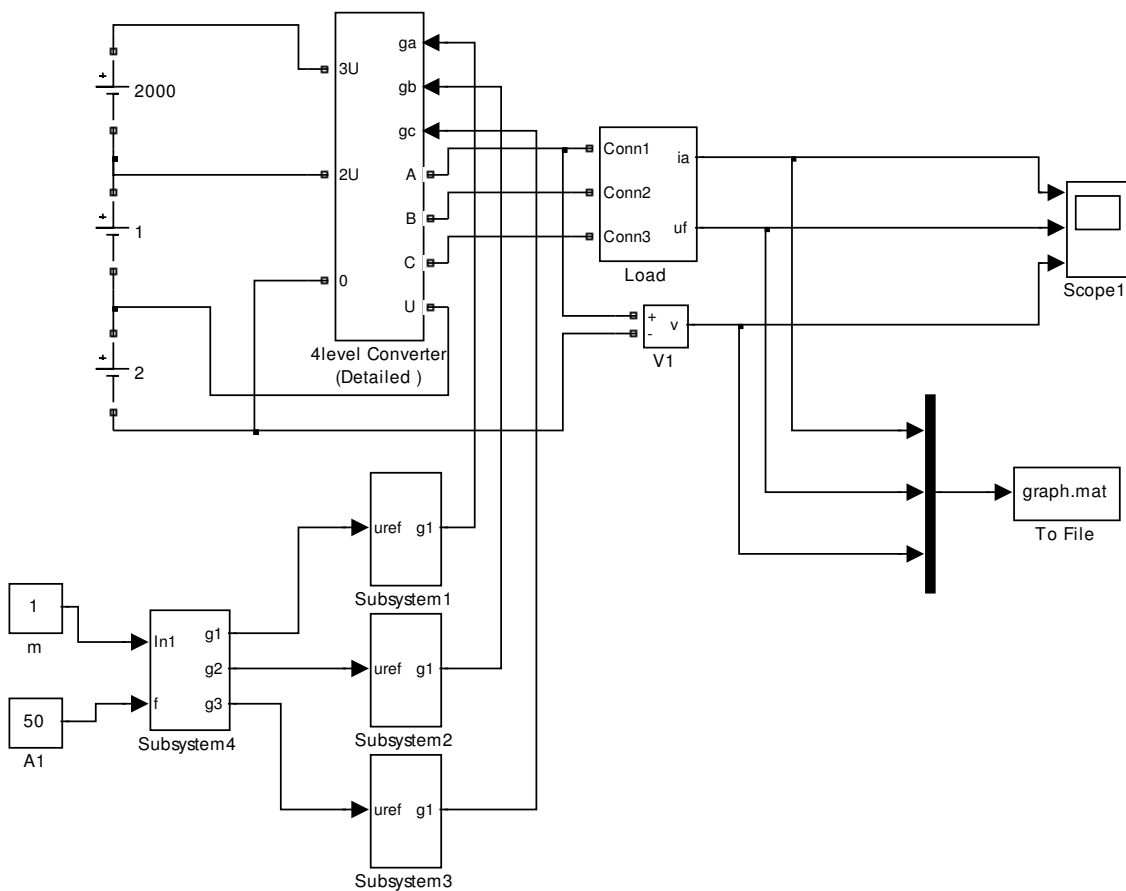 +
2000
+
1
+
2
3U
2U
0
ga
gb
gc
A
B
C
U
4level Converter
(Detailed )
Conn1
Conn2
Conn3
ia
uf
Load
+
-
v
V1
Scope1
graph.mat
To File
1
m
50
A1
In1
f
g1
g2
g3
Subsystem4
uref
g1
Subsystem1
uref
g1
Subsystem2
uref
g1
Subsystem3